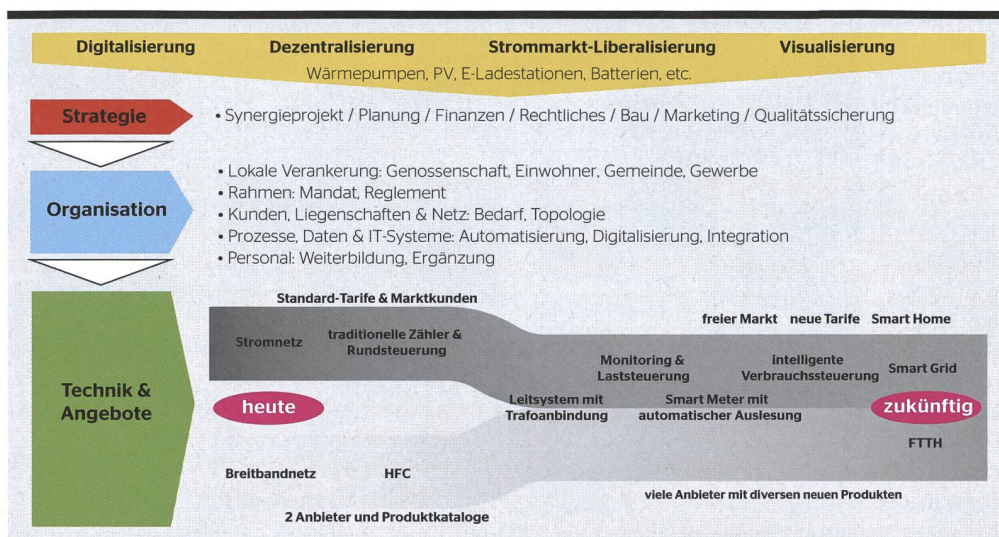 Digitalisierung Dezentralisierung Strommarkt-Liberalisierung Visualisierung
Wärmepumpen, PV, E-Ladestationen, Batterien, etc.
Strategie
• Synergieprojekt / Planung / Finanzen / Rechtliches / Bau / Marketing / Qualitätssicherung
Organisation
• Lokale Verankerung: Genossenschaft, Einwohner, Gemeinde, Gewerbe
• Rahmen: Mandat, Reglement
• Kunden, Liegenschaften & Netz: Bedarf, Topologie
• Prozesse, Daten & IT-Systeme: Automatisierung, Digitalisierung, Integration
• Personal: Weiterbildung, Ergänzung
Technik &
Angebote
Standard-Tarife & Marktkunden
freier Markt neue Tarife Smart Home
Stromnetz
traditionelle Zähler &
Rundsteuerung
Monitoring &
Laststeuerung
intelligente
Verbrauchssteuerung
Smart Grid
heute
Leitsystem mit
Trafoanbindung
Smart Meter mit
automatischer Auslesung
zukünftig
FTTH
Breitbandnetz
HFC
viele Anbieter mit diversen neuen Produkten
2 Anbieter und Produktkataloge